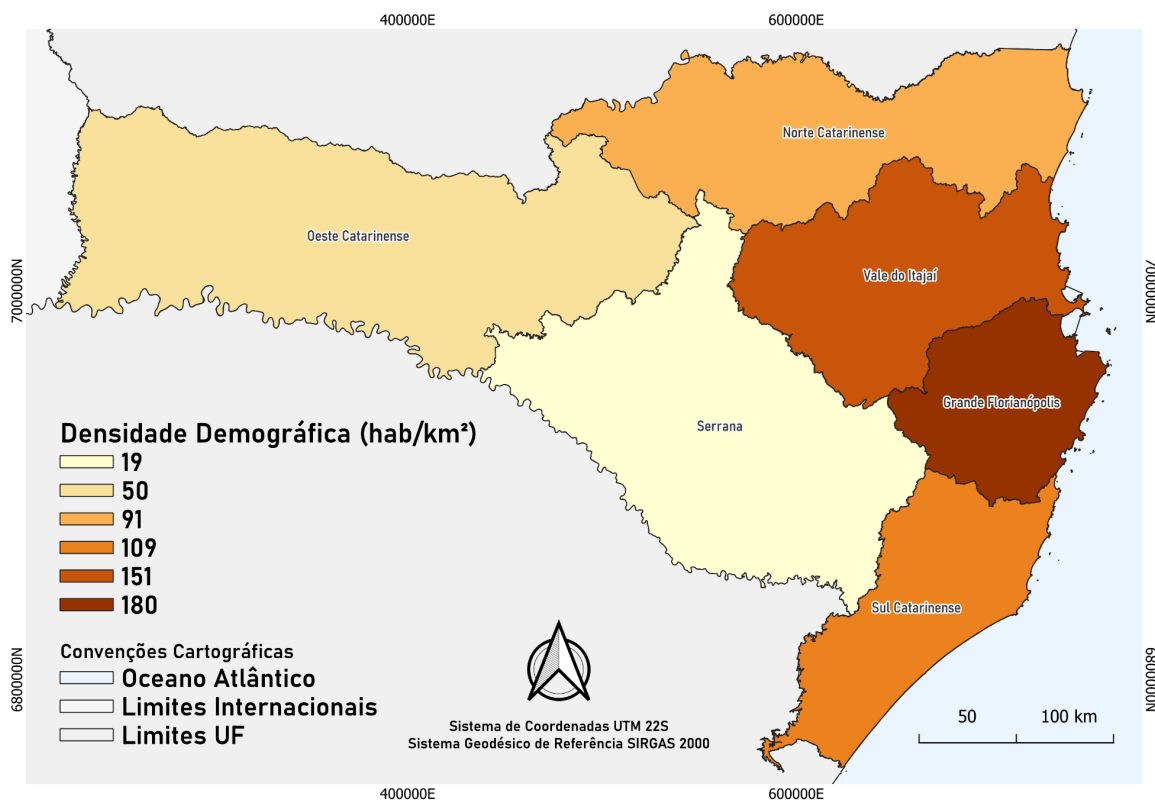 400000E
600000E
Norte Catarinense
Oeste Catarinense
Vale do Itajaí
7000000N
7000000N
Grande Florianópolis
Serrana
Densidade Demográfica (hab/km²)
19
50
91
109
151
180
Sul Catarinense
Convenções Cartográficas
Oceano Atlântico
Limites Internacionais
Limites UF
6800000N
6800000N
Sistema de Coordenadas UTM 22S
Sistema Geodésico de Referência SIRGAS 2000
50
100 km
400000E
600000E